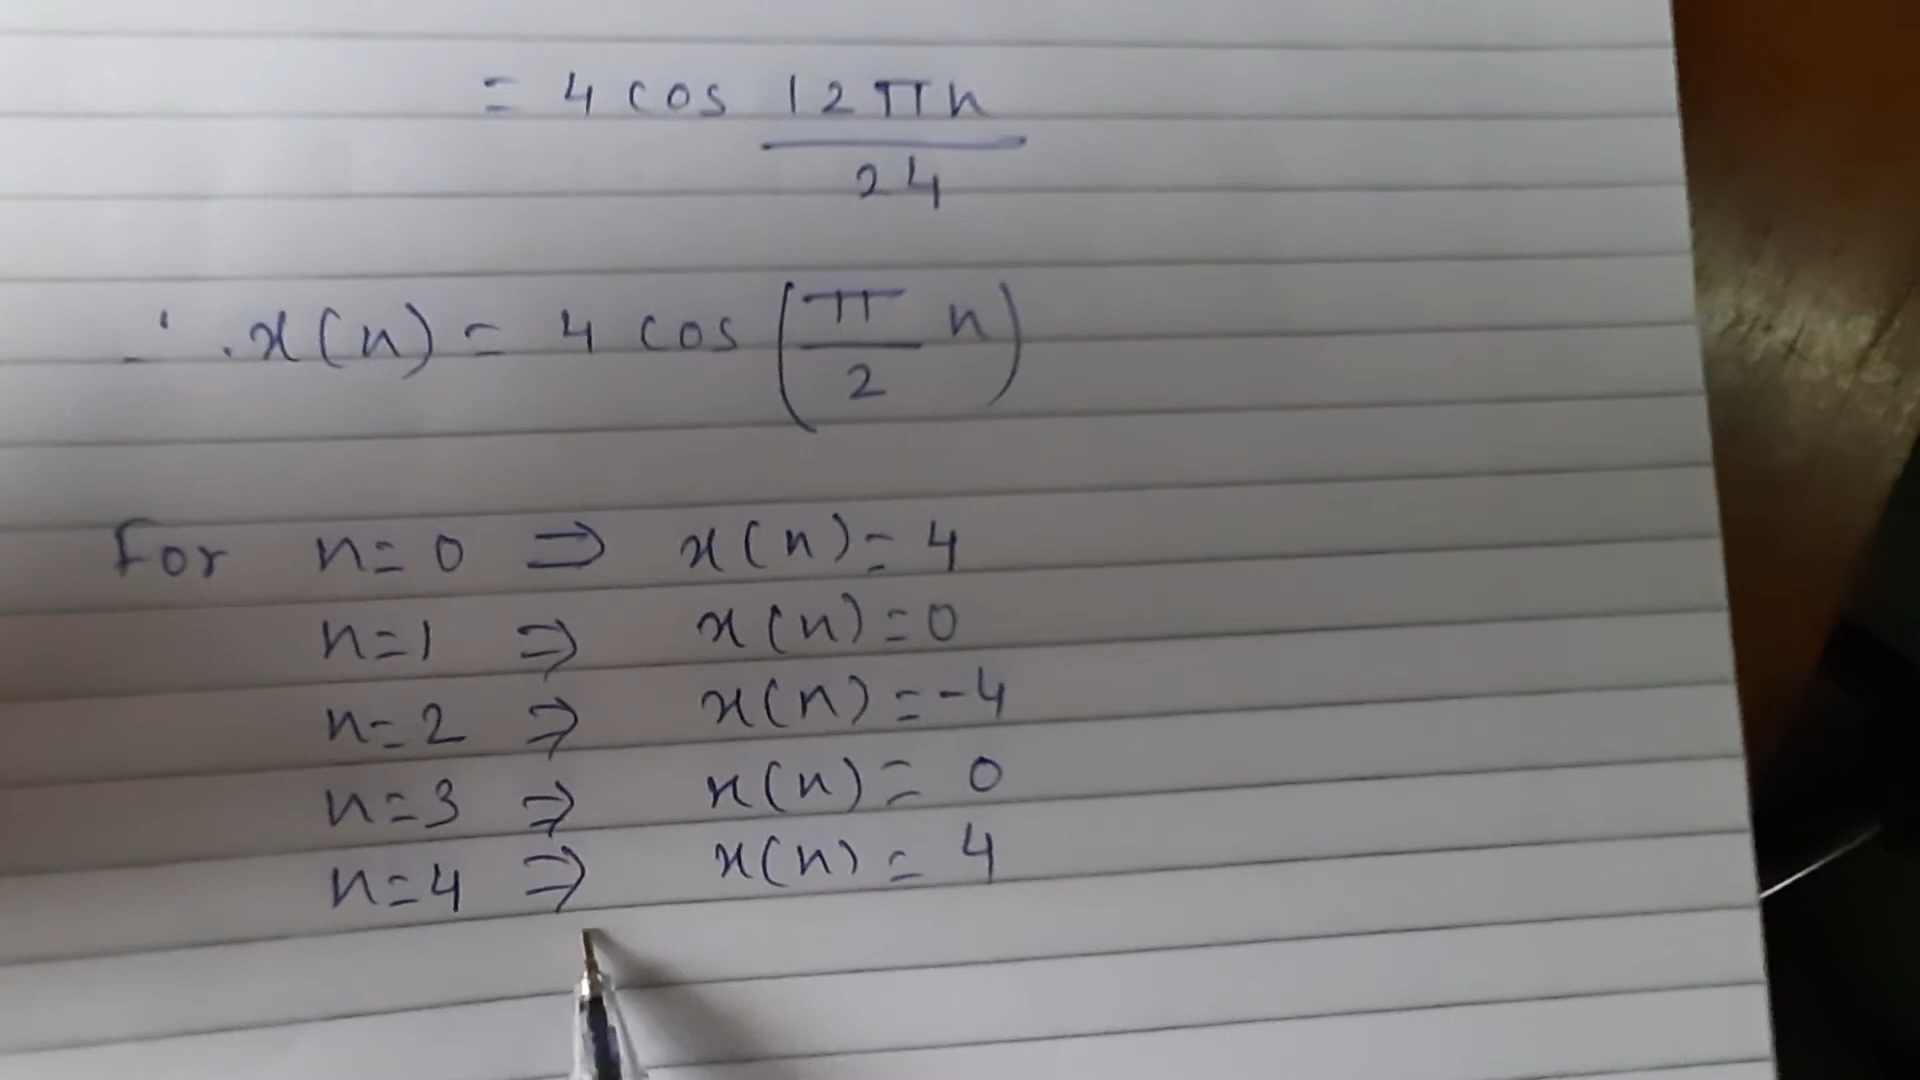 = 4 cos 12πn / 24
∴ x(n) = 4 cos (π/2 n)
For n=0 ⇒ x(n)=4
n=1 ⇒ x(n)=0
n=2 ⇒ x(n)=-4
n=3 ⇒ x(n)= 0
n=4 ⇒ x(n)= 4